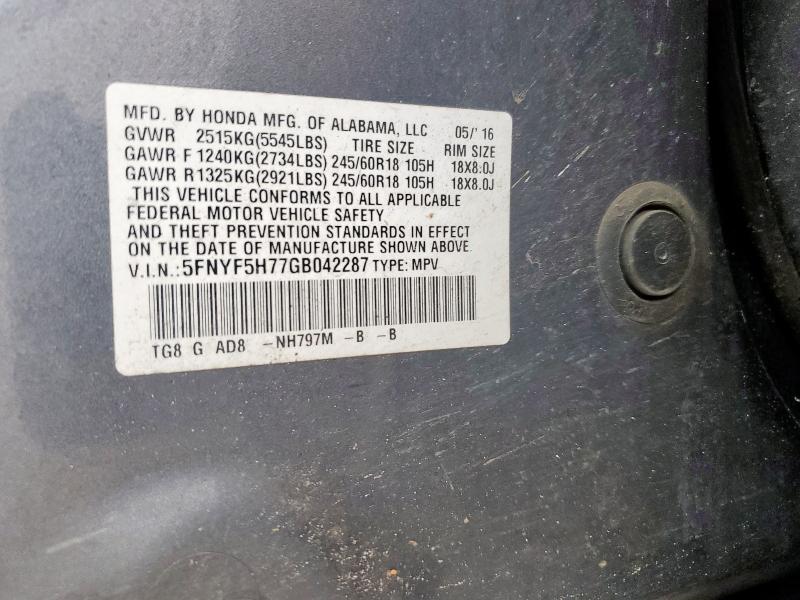 MFD. BY HONDA MFG. OF ALABAMA, LLC 05/'16
GVWR 2515KG(5545LBS) TIRE SIZE RIM SIZE
GAWR F 1240KG(2734LBS) 245/60R18 105H 18X8.0J
GAWR R1325KG(2921LBS) 245/60R18 105H 18X8.0J
THIS VEHICLE CONFORMS TO ALL APPLICABLE
FEDERAL MOTOR VEHICLE SAFETY
AND THEFT PREVENTION STANDARDS IN EFFECT
ON THE DATE OF MANUFACTURE SHOWN ABOVE.
V.I.N.:5FNYF5H77GB042287 TYPE: MPV
TG8 G AD8 -NH797M -B -B